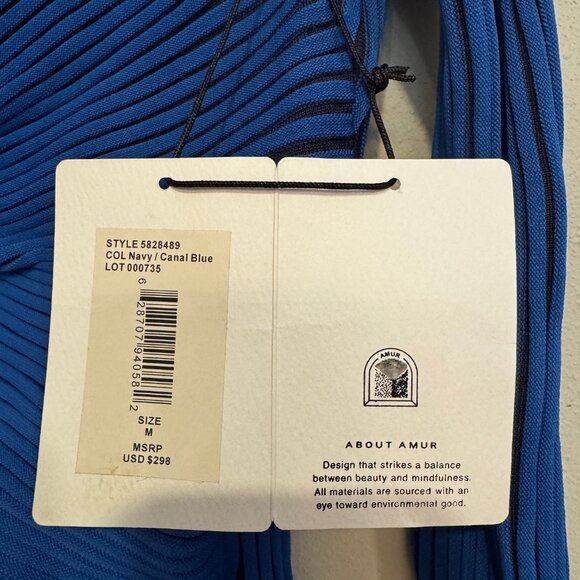 STYLE 5828489
COL Navy / Canal Blue
LOT 000735
6 28707 94058 2
SIZE
M
MSRP
USD $298
AMUR
ABOUT AMUR
Design that strikes a balance
between beauty and mindfulness.
All materials are sourced with an
eye toward environmental good.